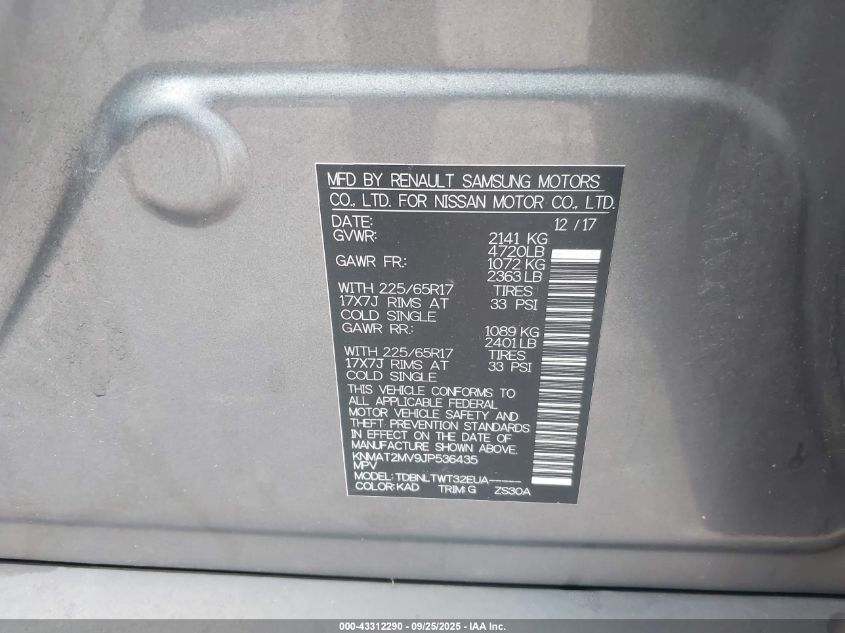 MFD BY RENAULT SAMSUNG MOTORS
CO., LTD. FOR NISSAN MOTOR CO., LTD.
DATE: 12 / 17
GVWR: 2141 KG
4720LB
GAWR FR.: 1072 KG
2363 LB
WITH 225/65R17 TIRES
17X7J RIMS AT 33 PSI
COLD SINGLE
GAWR RR.: 1089 KG
2401 LB
WITH 225/65R17 TIRES
17X7J RIMS AT 33 PSI
COLD SINGLE
THIS VEHICLE CONFORMS TO
ALL APPLICABLE FEDERAL
MOTOR VEHICLE SAFETY AND
THEFT PREVENTION STANDARDS
IN EFFECT ON THE DATE OF
MANUFACTURE SHOWN ABOVE.
KNMAT2MV9JP536435
MPV
MODEL: TDBNLTWT32EUA-----
COLOR: KAD TRIM: G ZS30A
000-43312290 - 09/25/2025 - IAA Inc.